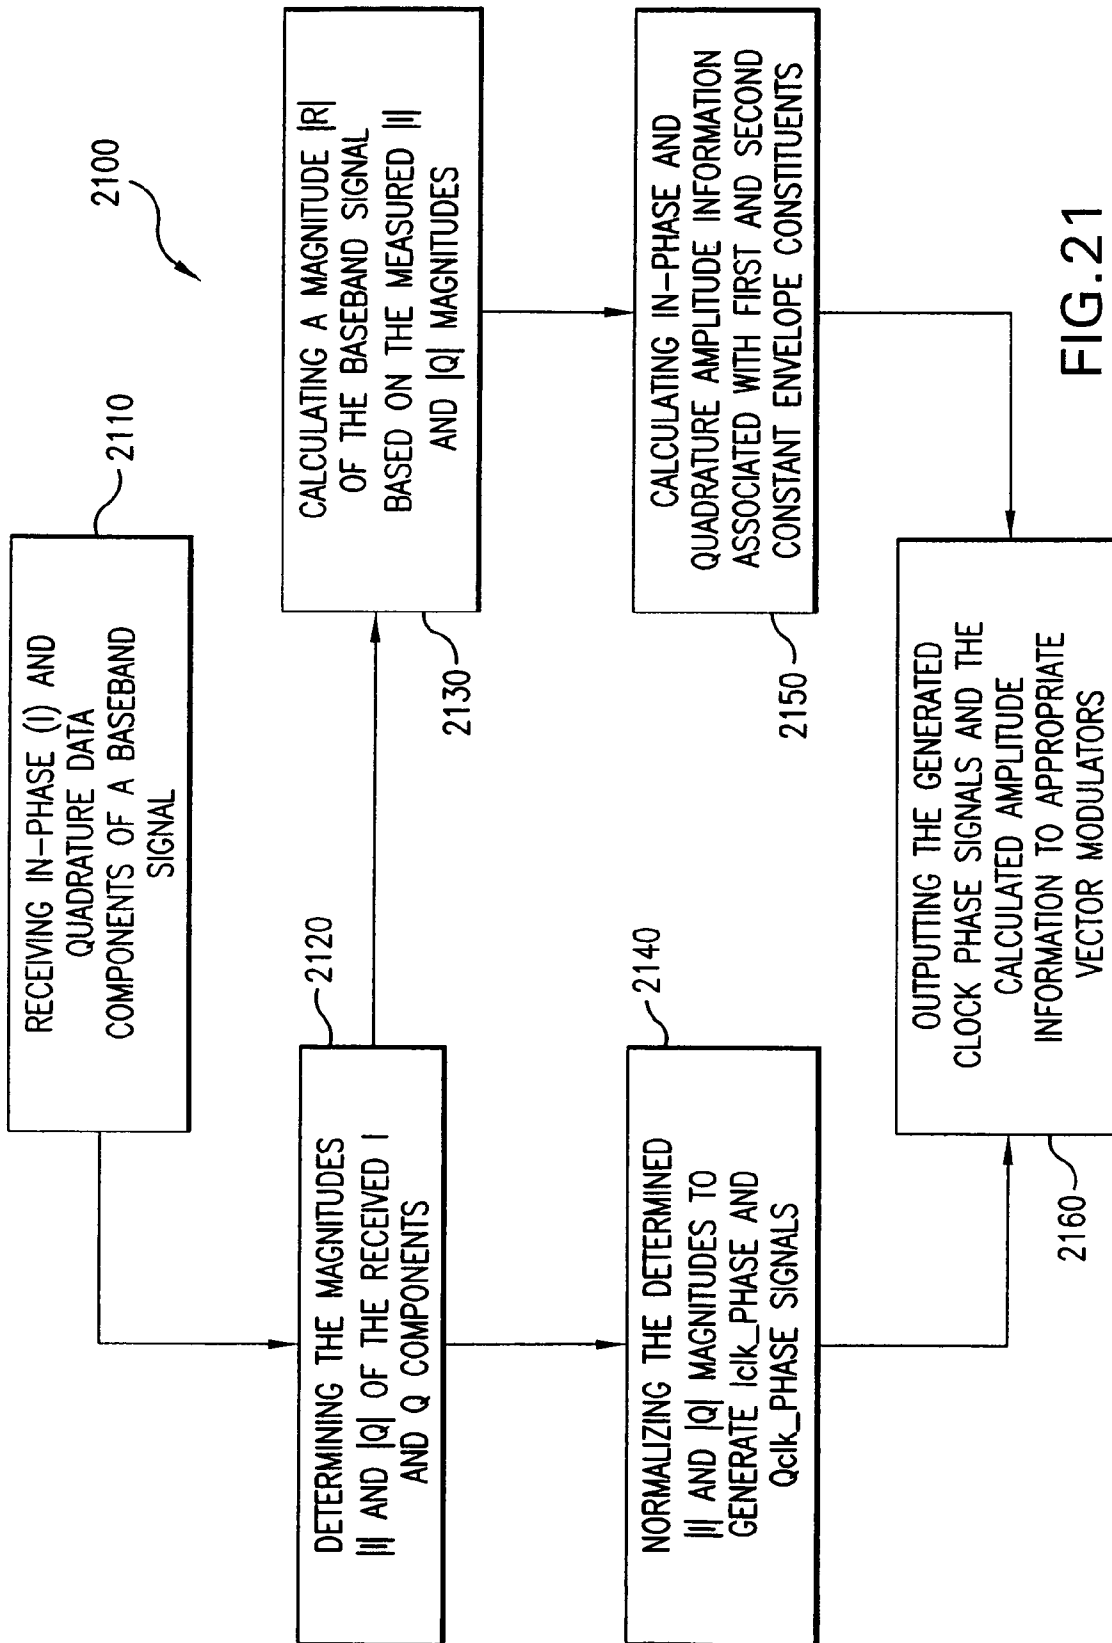 2100
RECEIVING IN-PHASE (I) AND
QUADRATURE DATA
COMPONENTS OF A BASEBAND
SIGNAL
2110
DETERMINING THE MAGNITUDES
|I| AND |Q| OF THE RECEIVED I
AND Q COMPONENTS
2120
CALCULATING A MAGNITUDE |R|
OF THE BASEBAND SIGNAL
BASED ON THE MEASURED |I|
AND |Q| MAGNITUDES
2130
NORMALIZING THE DETERMINED
|I| AND |Q| MAGNITUDES TO
GENERATE Iclk_PHASE AND
Qclk_PHASE SIGNALS
2140
CALCULATING IN-PHASE AND
QUADRATURE AMPLITUDE INFORMATION
ASSOCIATED WITH FIRST AND SECOND
CONSTANT ENVELOPE CONSTITUENTS
2150
OUTPUTTING THE GENERATED
CLOCK PHASE SIGNALS AND THE
CALCULATED AMPLITUDE
INFORMATION TO APPROPRIATE
VECTOR MODULATORS
2160
FIG.21